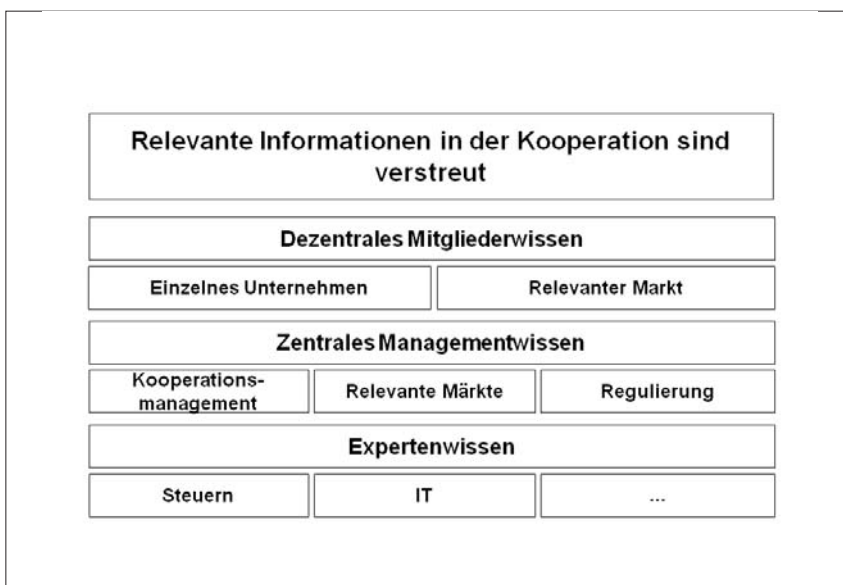 Relevante Informationen in der Kooperation sind
verstreut
Dezentrales Mitgliederwissen
Einzelnes Unternehmen
Relevanter Markt
Zentrales Managementwissen
Kooperations-
management
Relevante Märkte
Regulierung
Expertenwissen
Steuern
IT
...